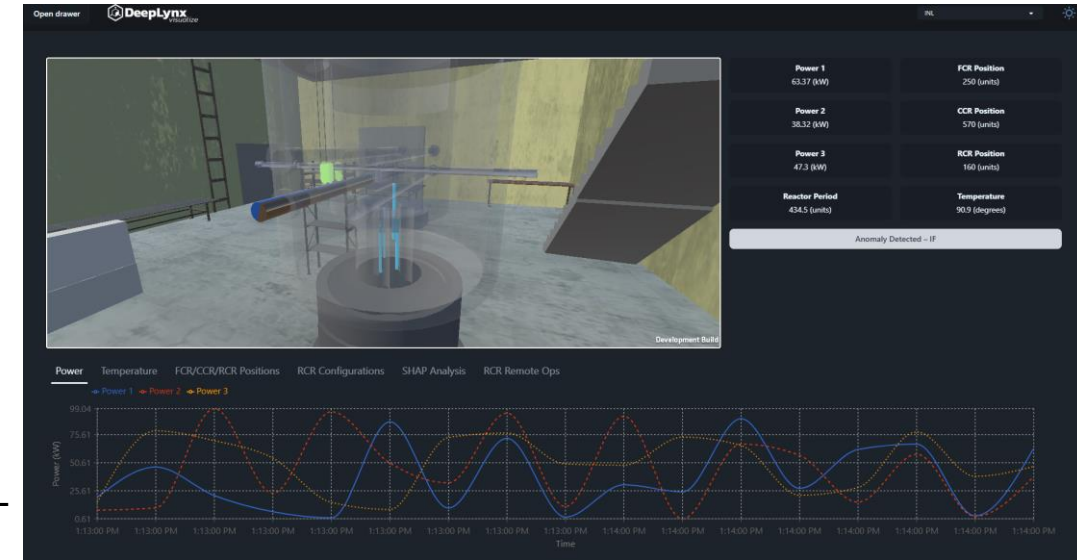 Open drawer
DeepLynx
visualize
INL
Power 1
63.37 (kW)
FCR Position
250 (units)
Power 2
38.32 (kW)
CCR Position
570 (units)
Power 3
47.3 (kW)
RCR Position
160 (units)
Reactor Period
434.5 (units)
Temperature
90.9 (degrees)
Anomaly Detected – IF
Development Build
Power Temperature FCR/CCR/RCR Positions RCR Configurations SHAP Analysis RCR Remote Ops
Power 1 Power 2 Power 3
99.04
75.61
50.61
25.61
0.61
Power (kW)
1:13:00 PM 1:13:00 PM 1:13:00 PM 1:13:00 PM 1:13:00 PM 1:13:00 PM 1:13:00 PM 1:13:00 PM 1:13:00 PM 1:14:00 PM 1:14:00 PM 1:14:00 PM 1:14:00 PM 1:14:00 PM 1:14:00 PM 1:14:00 PM 1:14:00 PM
Time